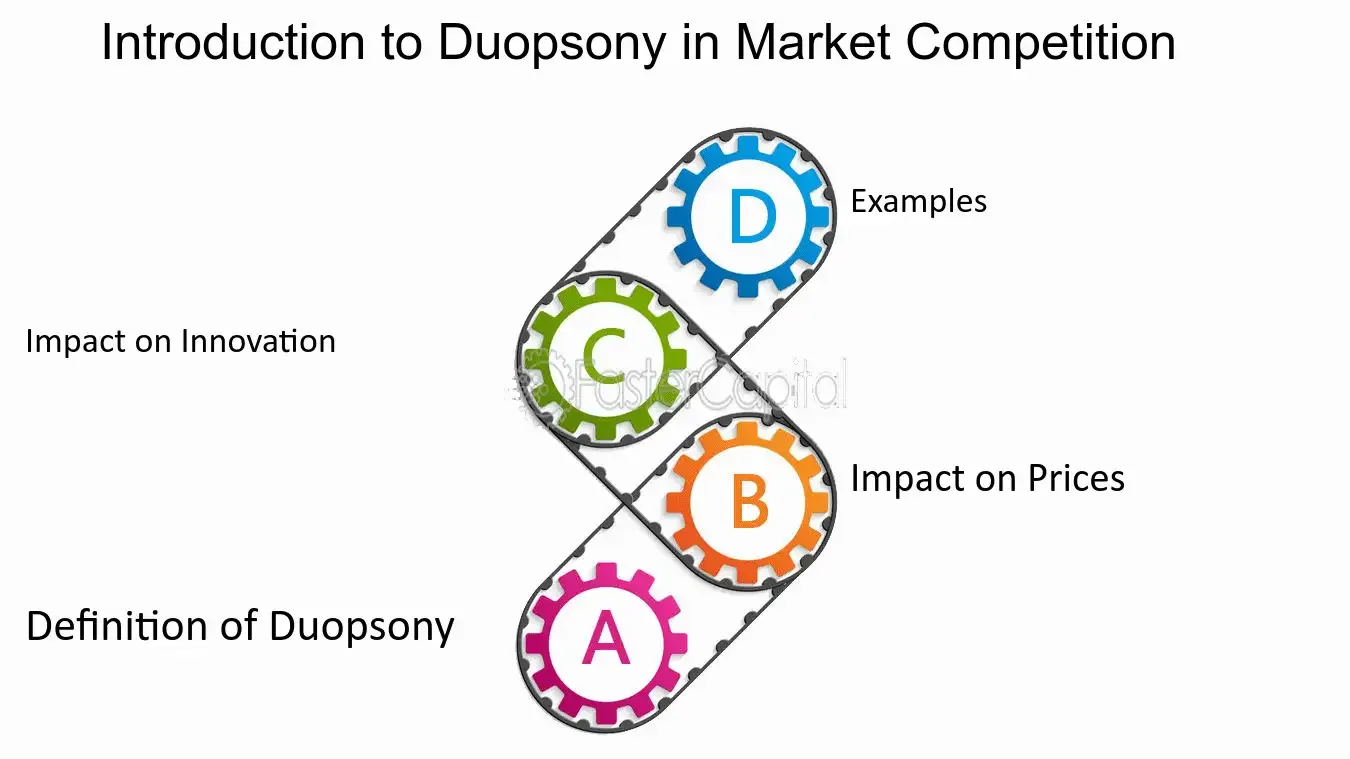 Introduction to Duopsony in Market Competition
D
Examples
Impact on Innovation
C
FasterCapital
B
Impact on Prices
Definition of Duopsony
A